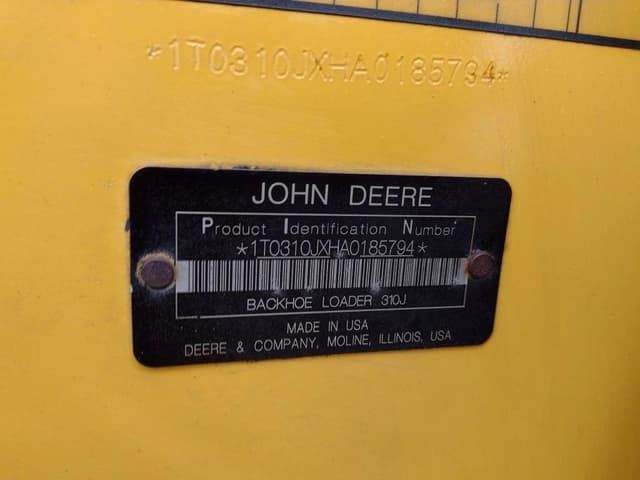 *1T0310JXHA0185794*
JOHN DEERE
Product Identification Number
*1T0310JXHA0185794*
BACKHOE LOADER 310J
MADE IN USA
DEERE & COMPANY, MOLINE, ILLINOIS, USA